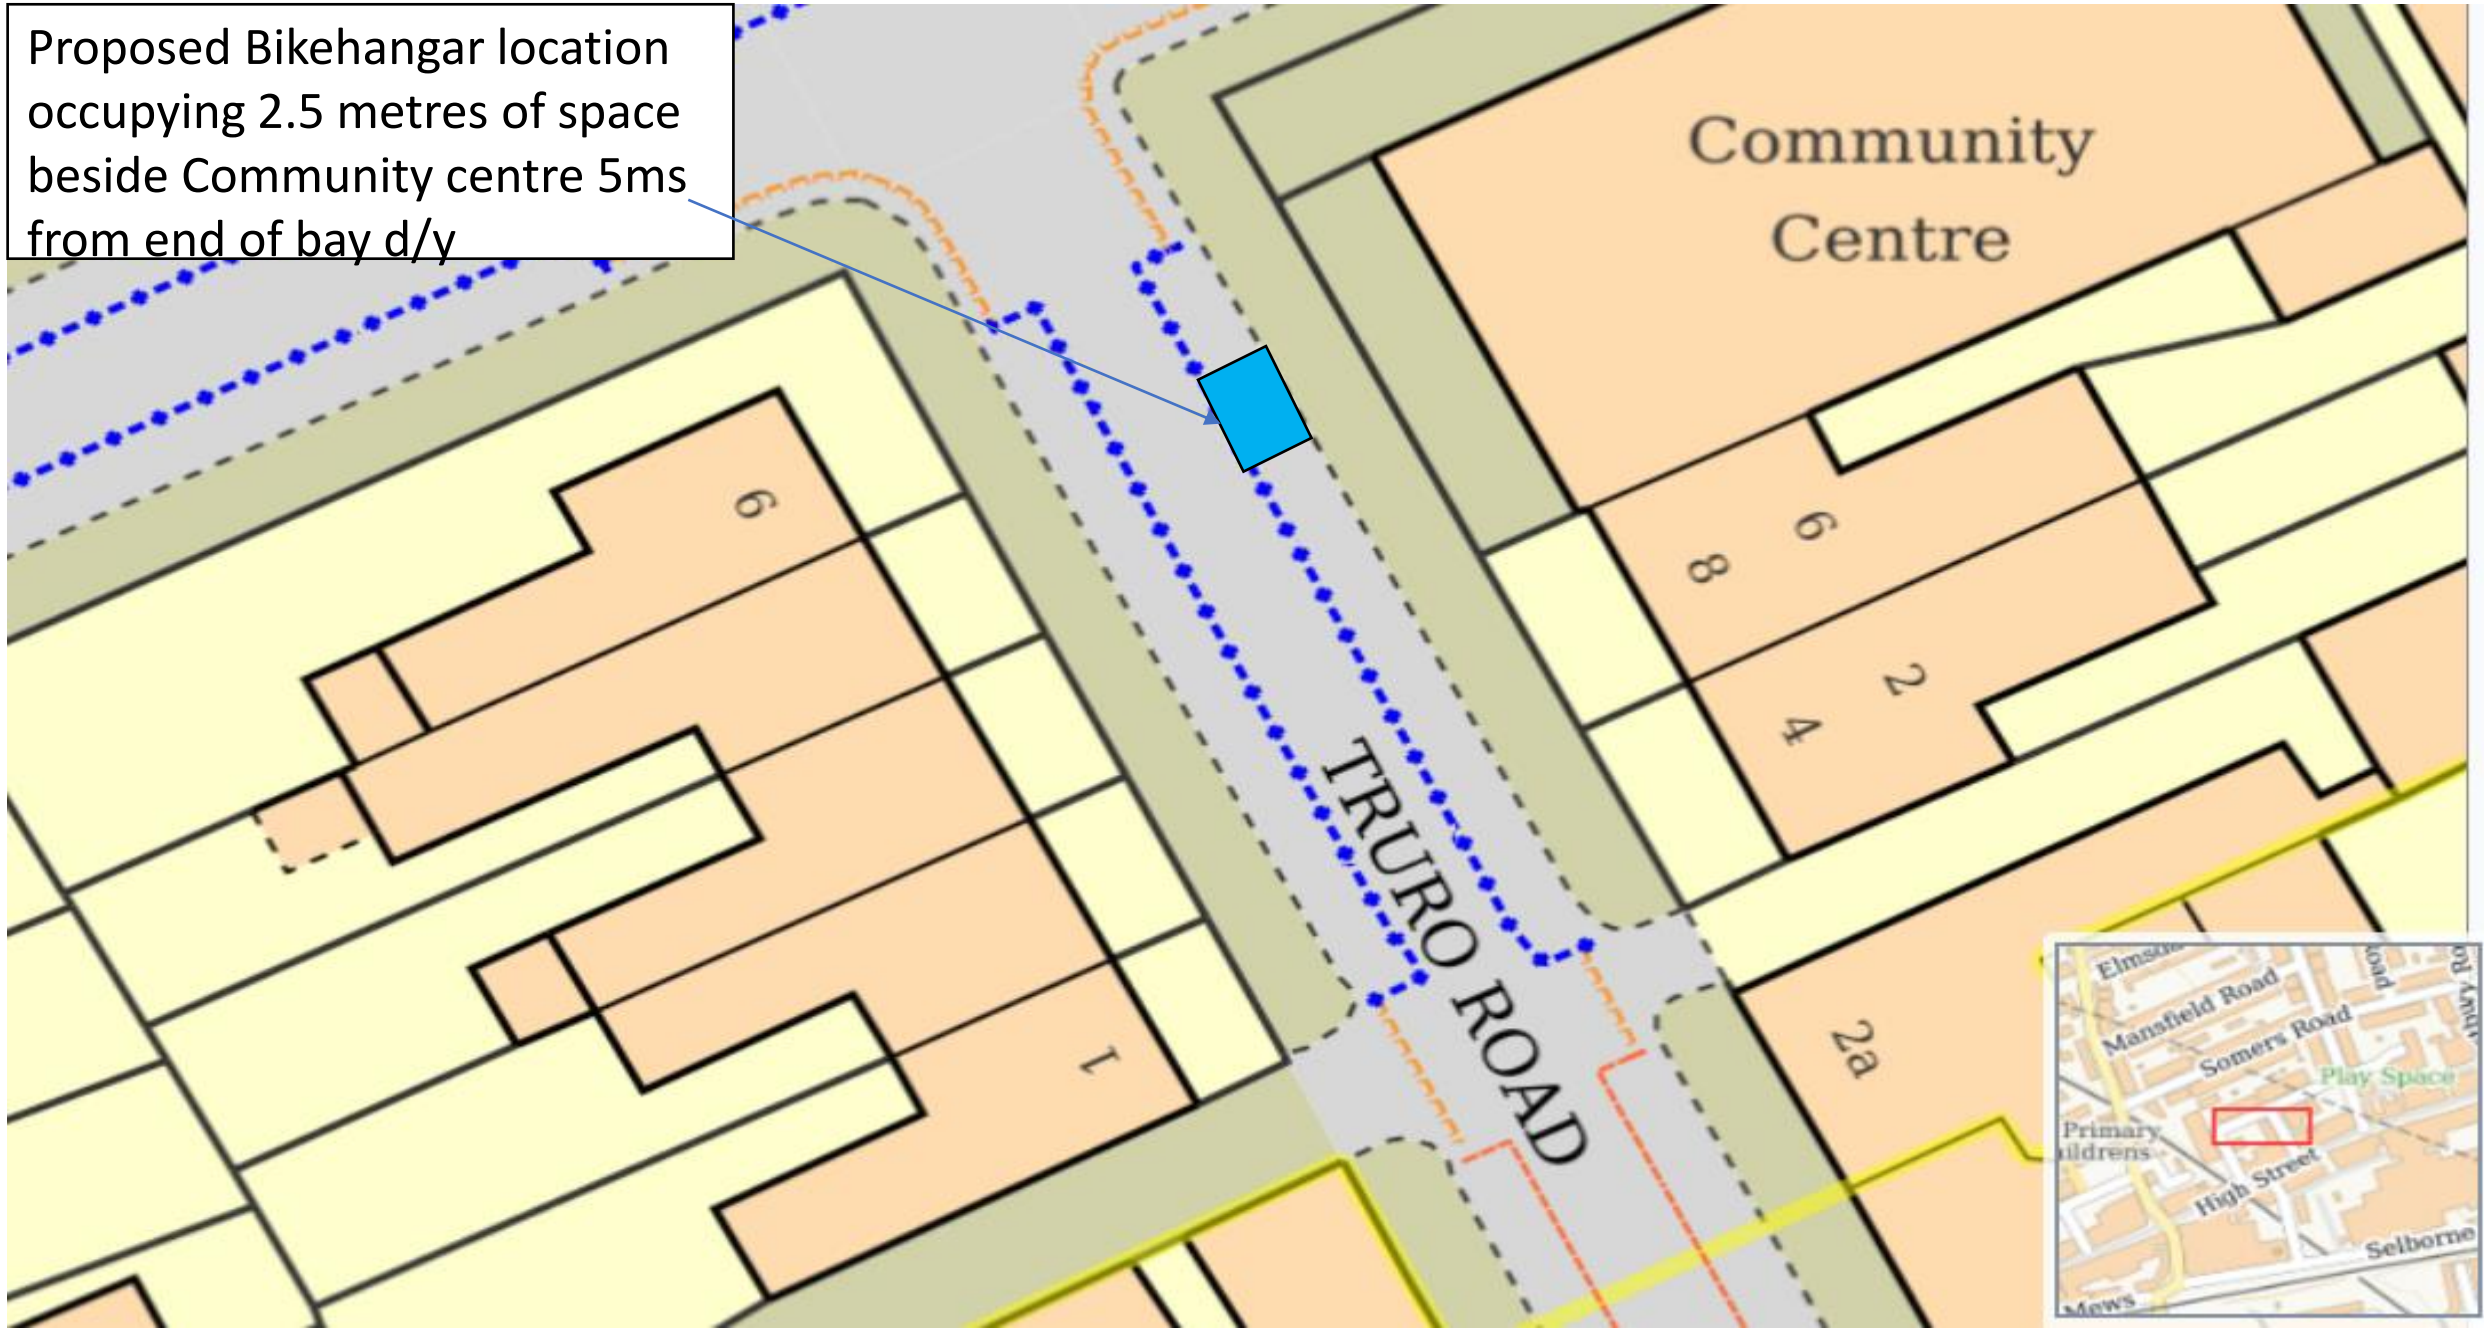 Proposed Bikehangar location
occupying 2.5 metres of space
beside Community centre 5ms
from end of bay d/y
Community
Centre
6
8
6
2
4
TRURO ROAD
1
2a
Mansfield Road
Somers Road
Play Space
Primary
High Street
Selborne
Mews